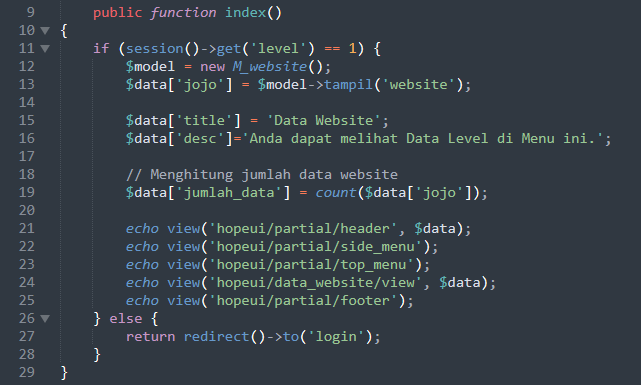 9 public function index()
10 {
11 if (session()->get('level') == 1) {
12 $model = new M_website();
13 $data['jojo'] = $model->tampil('website');
14
15 $data['title'] = 'Data Website';
16 $data['desc']='Anda dapat melihat Data Level di Menu ini.';
17
18 // Menghitung jumlah data website
19 $data['jumlah_data'] = count($data['jojo']);
20
21 echo view('hopeui/partial/header', $data);
22 echo view('hopeui/partial/side_menu');
23 echo view('hopeui/partial/top_menu');
24 echo view('hopeui/data_website/view', $data);
25 echo view('hopeui/partial/footer');
26 } else {
27 return redirect()->to('login');
28 }
29 }